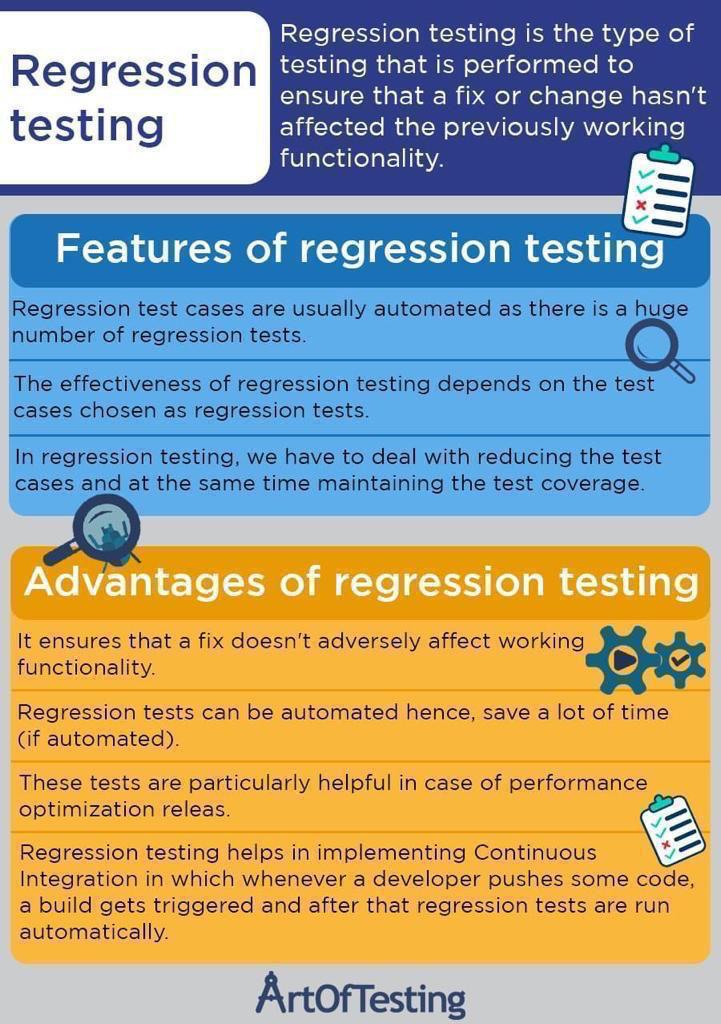 Regression
testing
Regression testing is the type of
testing that is performed to
ensure that a fix or change hasn't
affected the previously working
functionality.
Features of regression testing
Regression test cases are usually automated as there is a huge
number of regression tests.
The effectiveness of regression testing depends on the test
cases chosen as regression tests.
In regression testing, we have to deal with reducing the test
cases and at the same time maintaining the test coverage.
Advantages of regression testing
It ensures that a fix doesn't adversely affect working
functionality.
Regression tests can be automated hence, save a lot of time
(if automated).
These tests are particularly helpful in case of performance
optimization releas.
Regression testing helps in implementing Continuous
Integration in which whenever a developer pushes some code,
a build gets triggered and after that regression tests are run
automatically.
ArtOfTesting